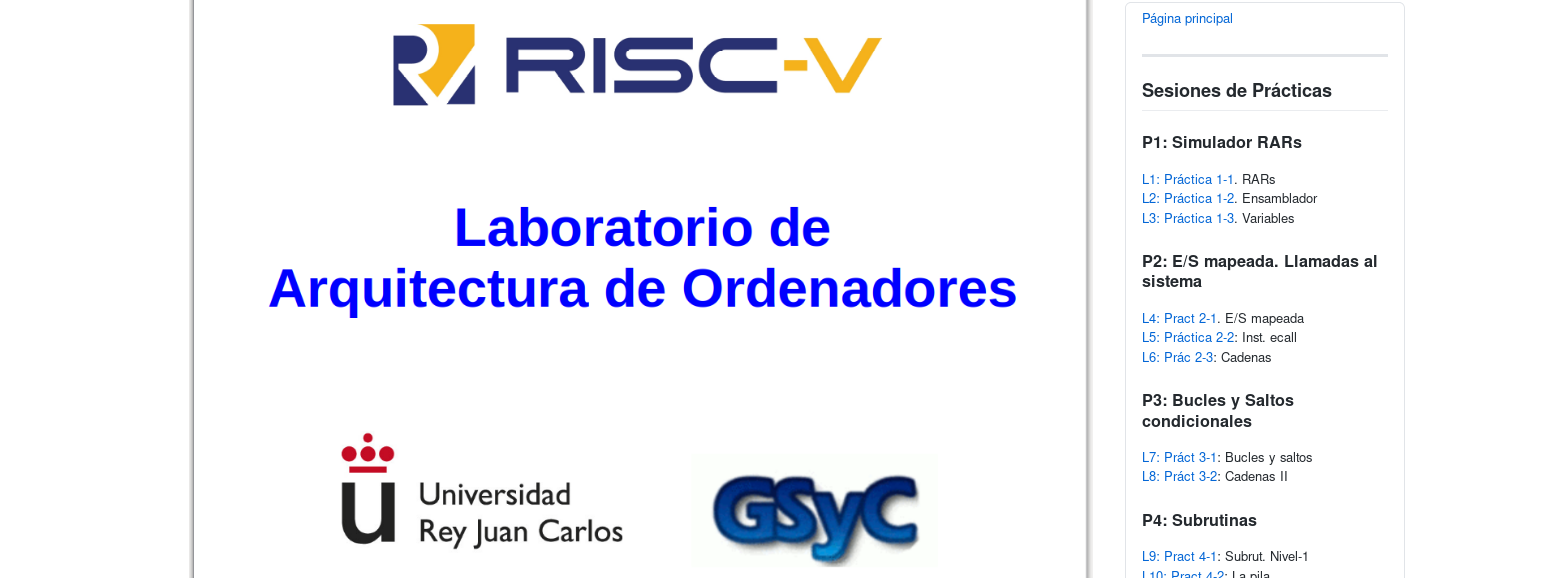 RISC-V
Laboratorio de
Arquitectura de Ordenadores
Universidad
Rey Juan Carlos
GSyC
Página principal
Sesiones de Prácticas
P1: Simulador RARs
L1: Práctica 1-1. RARs
L2: Práctica 1-2. Ensamblador
L3: Práctica 1-3. Variables
P2: E/S mapeada. Llamadas al
sistema
L4: Pract 2-1. E/S mapeada
L5: Práctica 2-2: Inst. ecall
L6: Prác 2-3: Cadenas
P3: Bucles y Saltos
condicionales
L7: Práct 3-1: Bucles y saltos
L8: Práct 3-2: Cadenas II
P4: Subrutinas
L9: Pract 4-1: Subrut. Nivel-1
L10: Pract 4-2: La pila